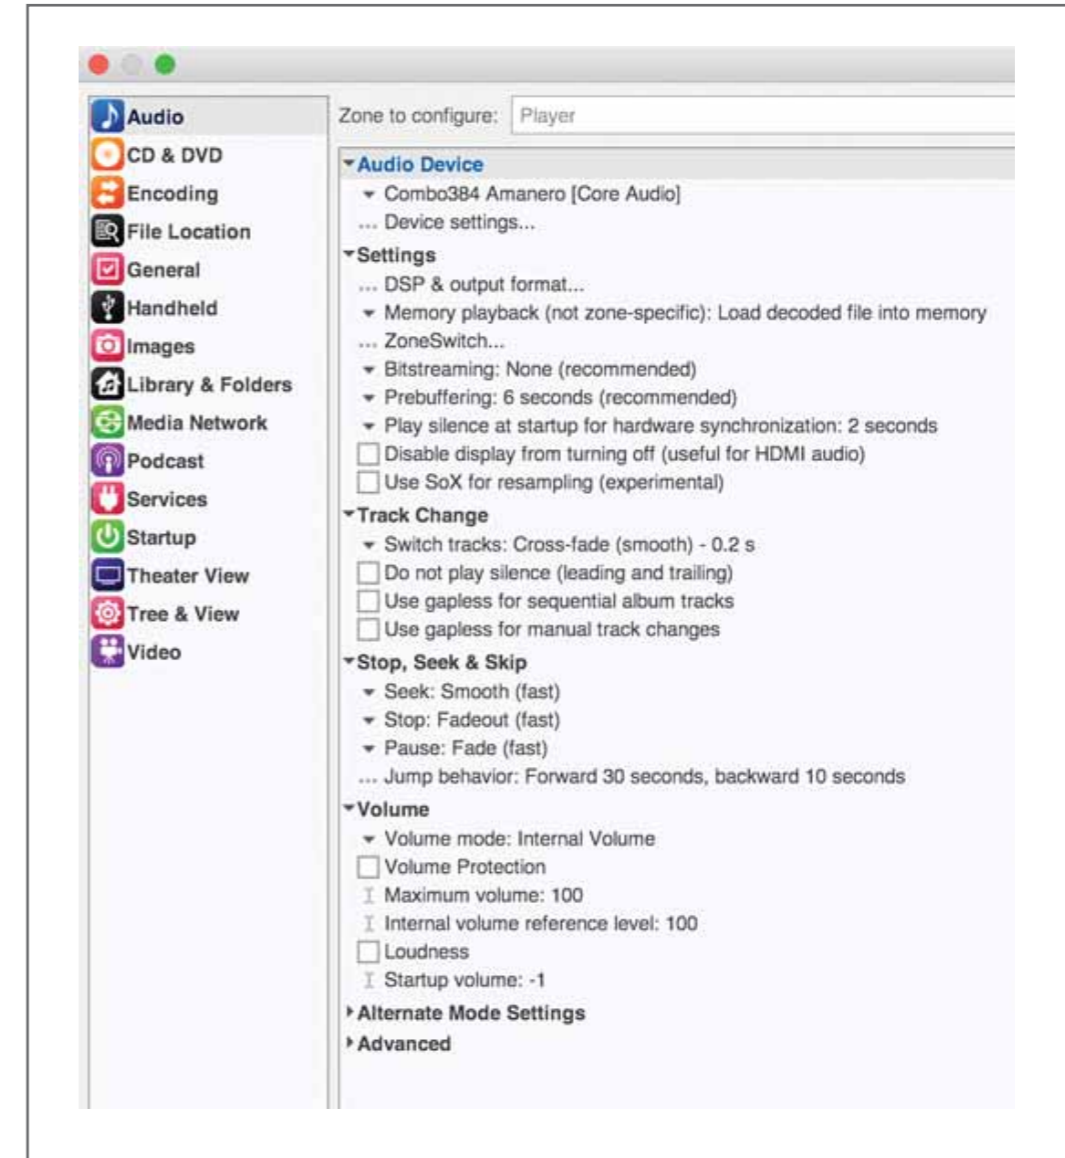 Audio
CD & DVD
Encoding
File Location
General
Handheld
Images
Library & Folders
Media Network
Podcast
Services
Startup
Theater View
Tree & View
Video
Zone to configure: Player
Audio Device
Combo384 Amanero [Core Audio]
... Device settings...
Settings
... DSP & output format...
Memory playback (not zone-specific): Load decoded file into memory
... ZoneSwitch...
Bitstreaming: None (recommended)
Prebuffering: 6 seconds (recommended)
Play silence at startup for hardware synchronization: 2 seconds
Disable display from turning off (useful for HDMI audio)
Use SoX for resampling (experimental)
Track Change
Switch tracks: Cross-fade (smooth) - 0.2 s
Do not play silence (leading and trailing)
Use gapless for sequential album tracks
Use gapless for manual track changes
Stop, Seek & Skip
Seek: Smooth (fast)
Stop: Fadeout (fast)
Pause: Fade (fast)
... Jump behavior: Forward 30 seconds, backward 10 seconds
Volume
Volume mode: Internal Volume
Volume Protection
Maximum volume: 100
Internal volume reference level: 100
Loudness
Startup volume: -1
Alternate Mode Settings
Advanced